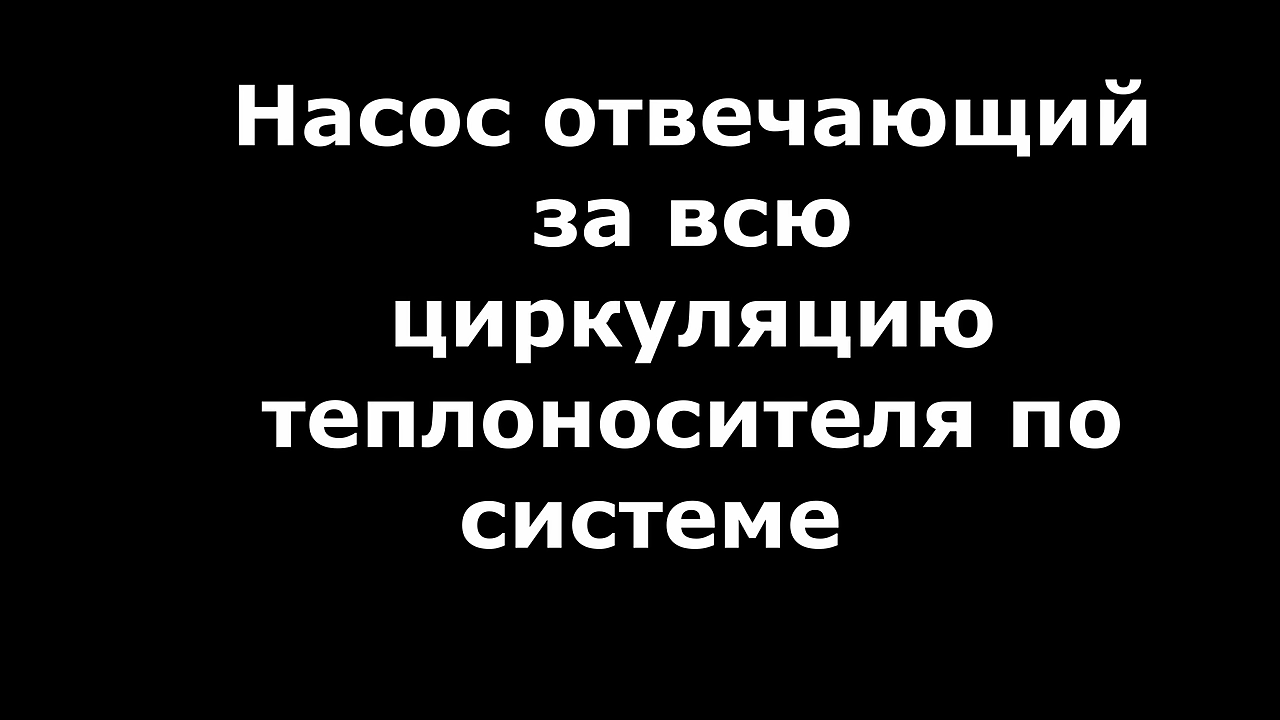 Насос отвечающий
за всю
циркуляцию
теплоносителя по
системе